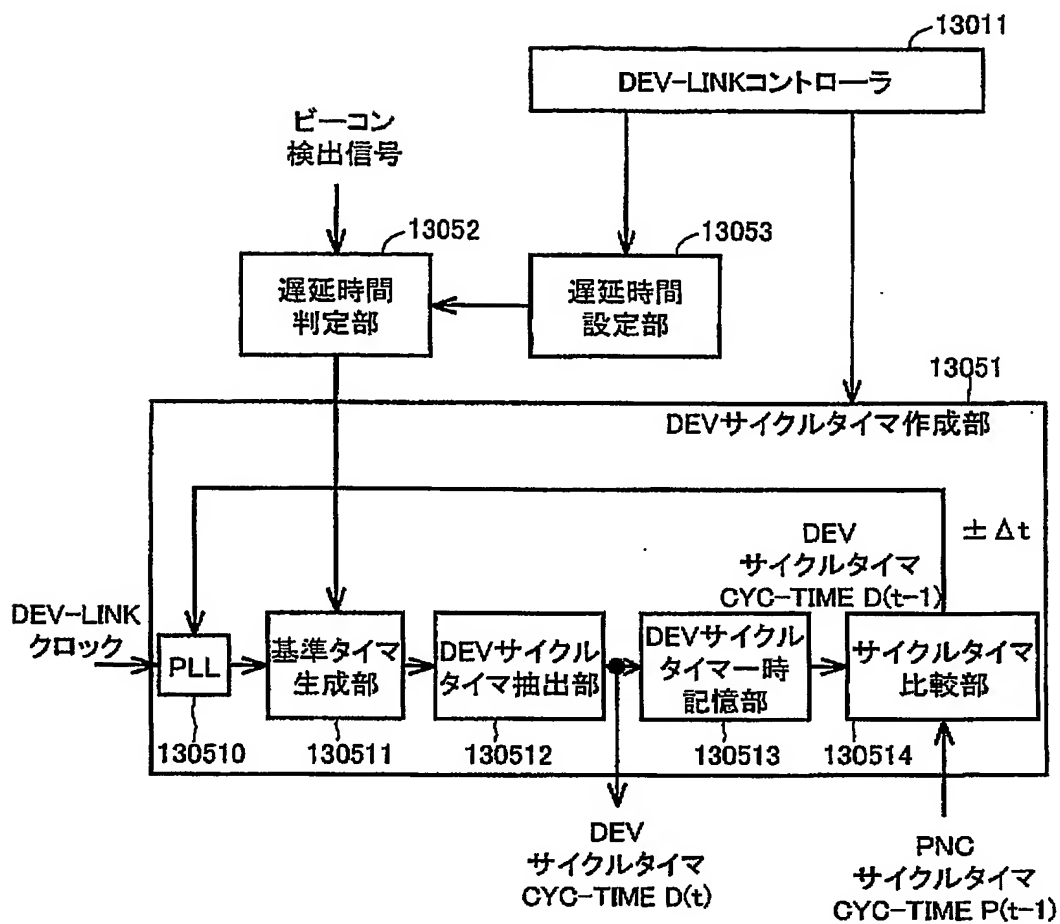 13011
DEV-LINKコントローラ
ビーコン
検出信号
13052
13053
遅延時間
判定部
遅延時間
設定部
13051
DEVサイクルタイマ作成部
±Δt
DEV
サイクルタイマ
CYC-TIME D(t-1)
DEV-LINK
クロック
PLL
基準タイマ
生成部
DEVサイクル
タイマ抽出部
DEVサイクル
タイマー時
記憶部
サイクルタイマ
比較部
130510
130511
130512
130513
130514
DEV
サイクルタイマ
CYC-TIME D(t)
PNC
サイクルタイマ
CYC-TIME P(t-1)